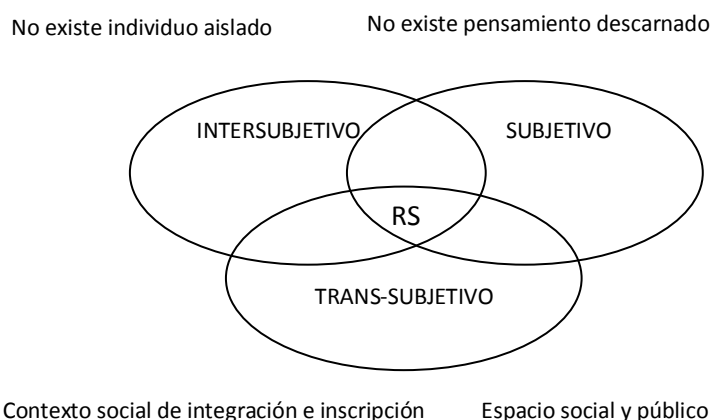 No existe individuo aislado
No existe pensamiento descarnado
INTERSUBJETIVO
SUBJETIVO
RS
TRANS-SUBJETIVO
Contexto social de integración e inscripción
Espacio social y público